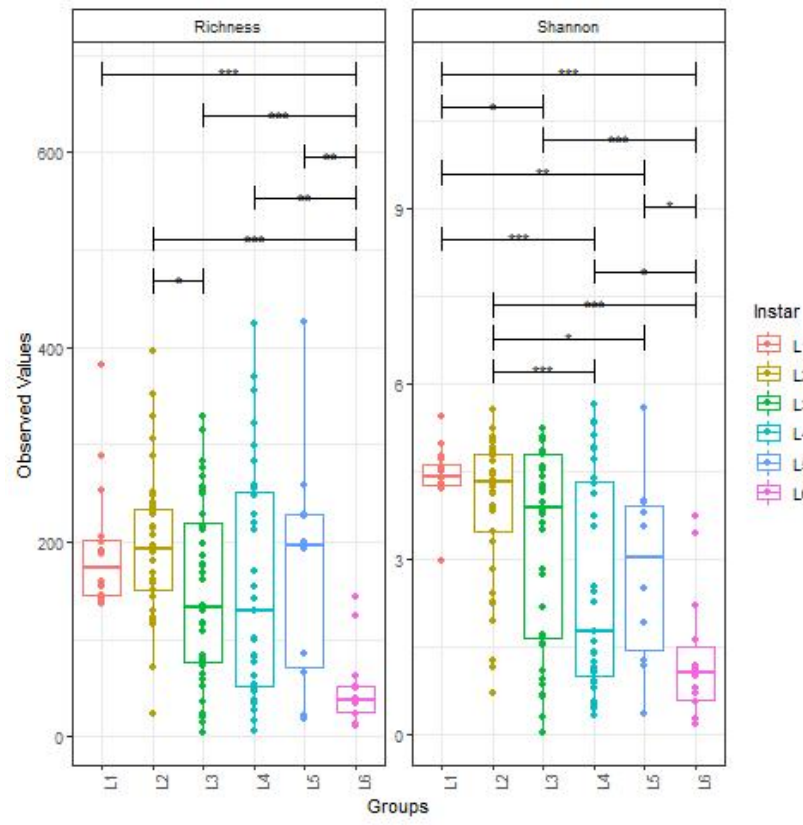 Richness
Shannon
Observed Values
600
400
200
0
9
6
3
0
***
***
**
**
***
*
***
*
***
**
*
***
*
***
*
***
L1
L2
L3
L4
L5
L6
L1
L2
L3
L4
L5
L6
Groups
Instar
L
L
L
L
L
L